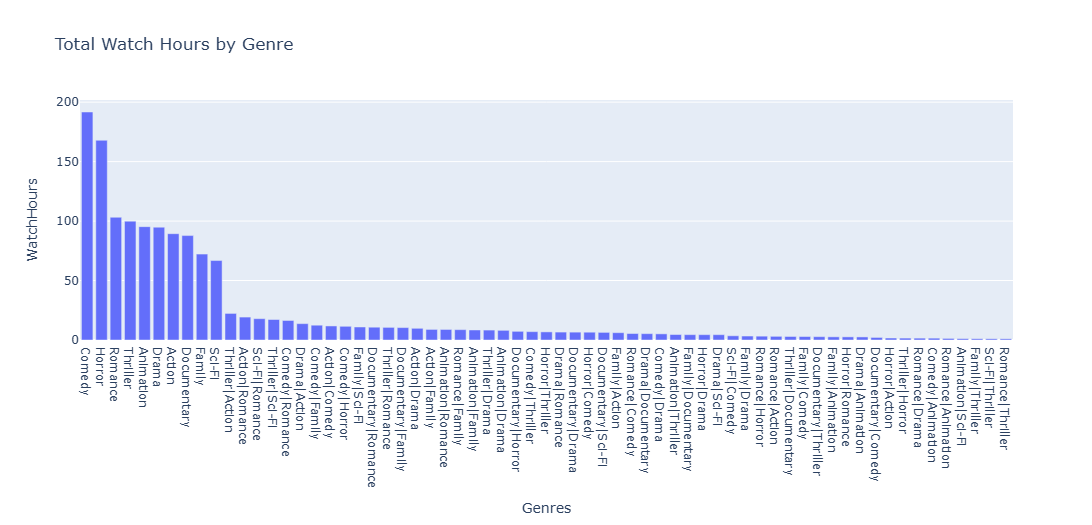 Total Watch Hours by Genre
200
150
100
50
0
WatchHours
Comedy
Horror
Romance
Thriller
Animation
Drama
Action
Documentary
Family
Sci-Fi
Thriller|Action
Action|Romance
Sci-Fi|Romance
Thriller|Sci-Fi
Comedy|Romance
Drama|Action
Comedy|Family
Action|Comedy
Comedy|Horror
Family|Sci-Fi
Documentary|Romance
Thriller|Romance
Documentary|Family
Action|Drama
Action|Family
Animation|Romance
Romance|Family
Animation|Family
Thriller|Drama
Animation|Drama
Documentary|Horror
Comedy|Thriller
Horror|Thriller
Drama|Romance
Documentary|Drama
Horror|Comedy
Documentary|Sci-Fi
Family|Action
Romance|Comedy
Drama|Documentary
Comedy|Drama
Animation|Thriller
Family|Documentary
Horror|Drama
Drama|Sci-Fi
Sci-Fi|Comedy
Family|Drama
Romance|Horror
Romance|Action
Thriller|Documentary
Family|Comedy
Documentary|Thriller
Family|Animation
Horror|Romance
Drama|Animation
Documentary|Comedy
Horror|Action
Thriller|Horror
Romance|Drama
Comedy|Animation
Romance|Animation
Animation|Sci-Fi
Family|Thriller
Sci-Fi|Thriller
Romance|Thriller
Genres